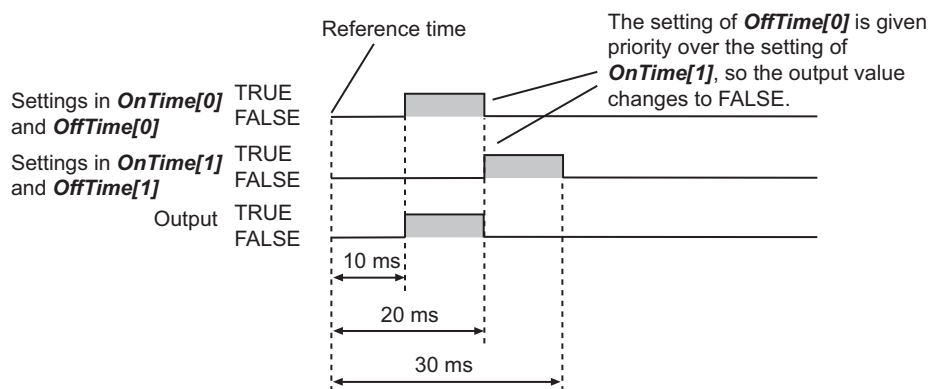 Reference time
The setting of OffTime[0] is given
priority over the setting of
OnTime[1], so the output value
changes to FALSE.
Settings in OnTime[0]
and OffTime[0]
TRUE
FALSE
Settings in OnTime[1]
and OffTime[1]
TRUE
FALSE
Output
TRUE
FALSE
10 ms
20 ms
30 ms